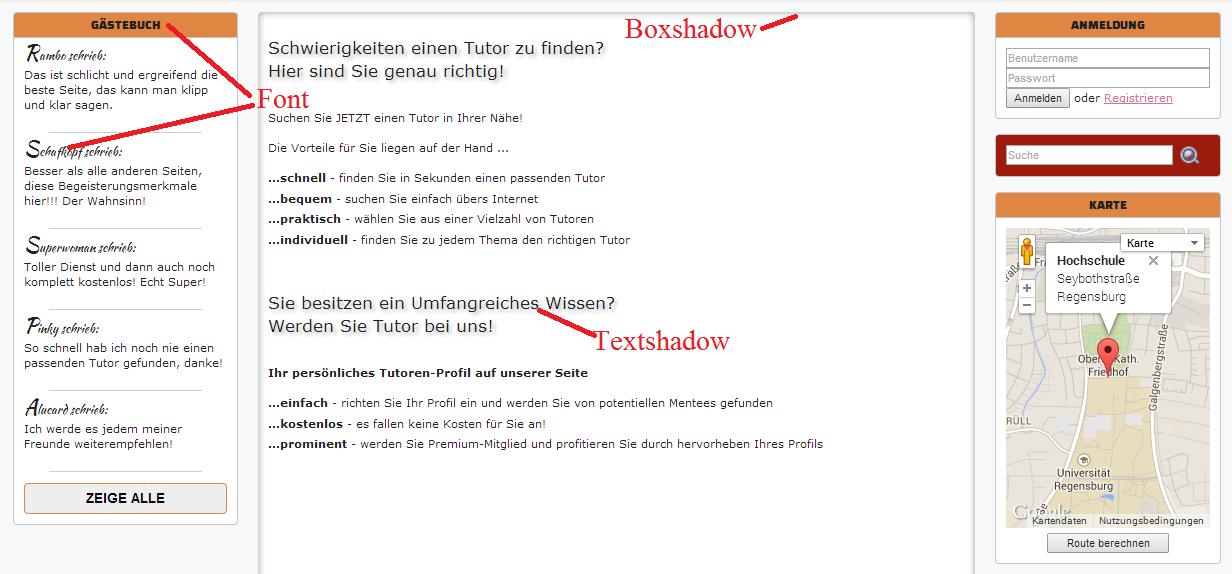 GÄSTEBUCH
Rambo schrieb:
Das ist schlicht und ergreifend die
beste Seite, das kann man klipp
und klar sagen.
Schafkopf schrieb:
Besser als alle anderen Seiten,
diese Begeisterungsmerkmale
hier!!! Der Wahnsinn!
Superwoman schrieb:
Toller Dienst und dann auch noch
komplett kostenlos! Echt Super!
Pinky schrieb:
So schnell hab ich noch nie einen
passenden Tutor gefunden, danke!
Alucard schrieb:
Ich werde es jedem meiner
Freunde weiterempfehlen!
ZEIGE ALLE
Font
Boxshadow
Schwierigkeiten einen Tutor zu finden?
Hier sind Sie genau richtig!
Suchen Sie JETZT einen Tutor in Ihrer Nähe!
Die Vorteile für Sie liegen auf der Hand ...
...schnell - finden Sie in Sekunden einen passenden Tutor
...bequem - suchen Sie einfach übers Internet
...praktisch - wählen Sie aus einer Vielzahl von Tutoren
...individuell - finden Sie zu jedem Thema den richtigen Tutor
Sie besitzen ein Umfangreiches Wissen?
Werden Sie Tutor bei uns!
Textshadow
Ihr persönliches Tutoren-Profil auf unserer Seite
...einfach - richten Sie Ihr Profil ein und werden Sie von potentiellen Mentees gefunden
...kostenlos - es fallen keine Kosten für Sie an!
...prominent - werden Sie Premium-Mitglied und profitieren Sie durch hervorheben Ihres Profils
ANMELDUNG
Benutzername
Passwort
Anmelden oder Registrieren
Suche
KARTE
Karte
Hochschule
Seybothstraße
Regensburg
Kath.
Friedhof
Galgenbergstraße
RÜLL
Universität
Regensburg
Google
Kartendaten Nutzungsbedingungen
Route berechnen